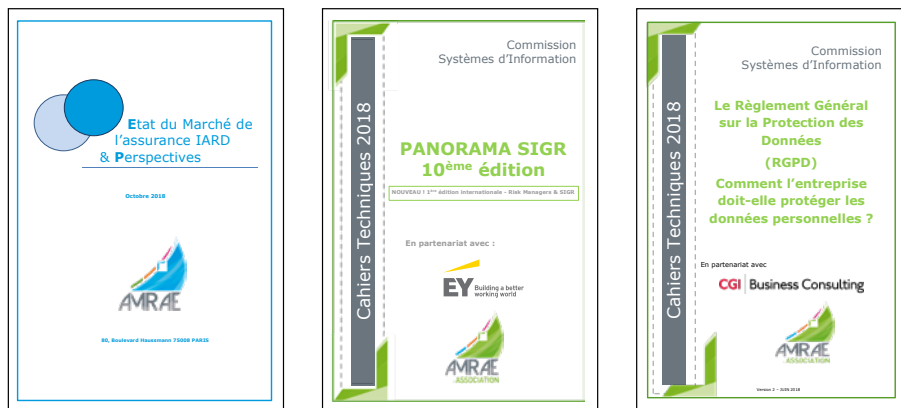 Etat du Marché de
l'assurance IARD
& Perspectives
Octobre 2018
AMRAE
80, Boulevard Haussmann 75008 PARIS
Cahiers Techniques 2018
Commission
Systèmes d'Information
PANORAMA SIGR
10ème édition
NOUVEAU ! 1ère édition internationale - Risk Managers & SIGR
En partenariat avec :
EY
Building a better
working world
AMRAE
ASSOCIATION
Cahiers Techniques 2018
Commission
Systèmes d'Information
Le Règlement Général
sur la Protection des
Données
(RGPD)
Comment l'entreprise
doit-elle protéger les
données personnelles ?
En partenariat avec
CGI Business Consulting
AMRAE
ASSOCIATION
Version 2 – JUIN 2018